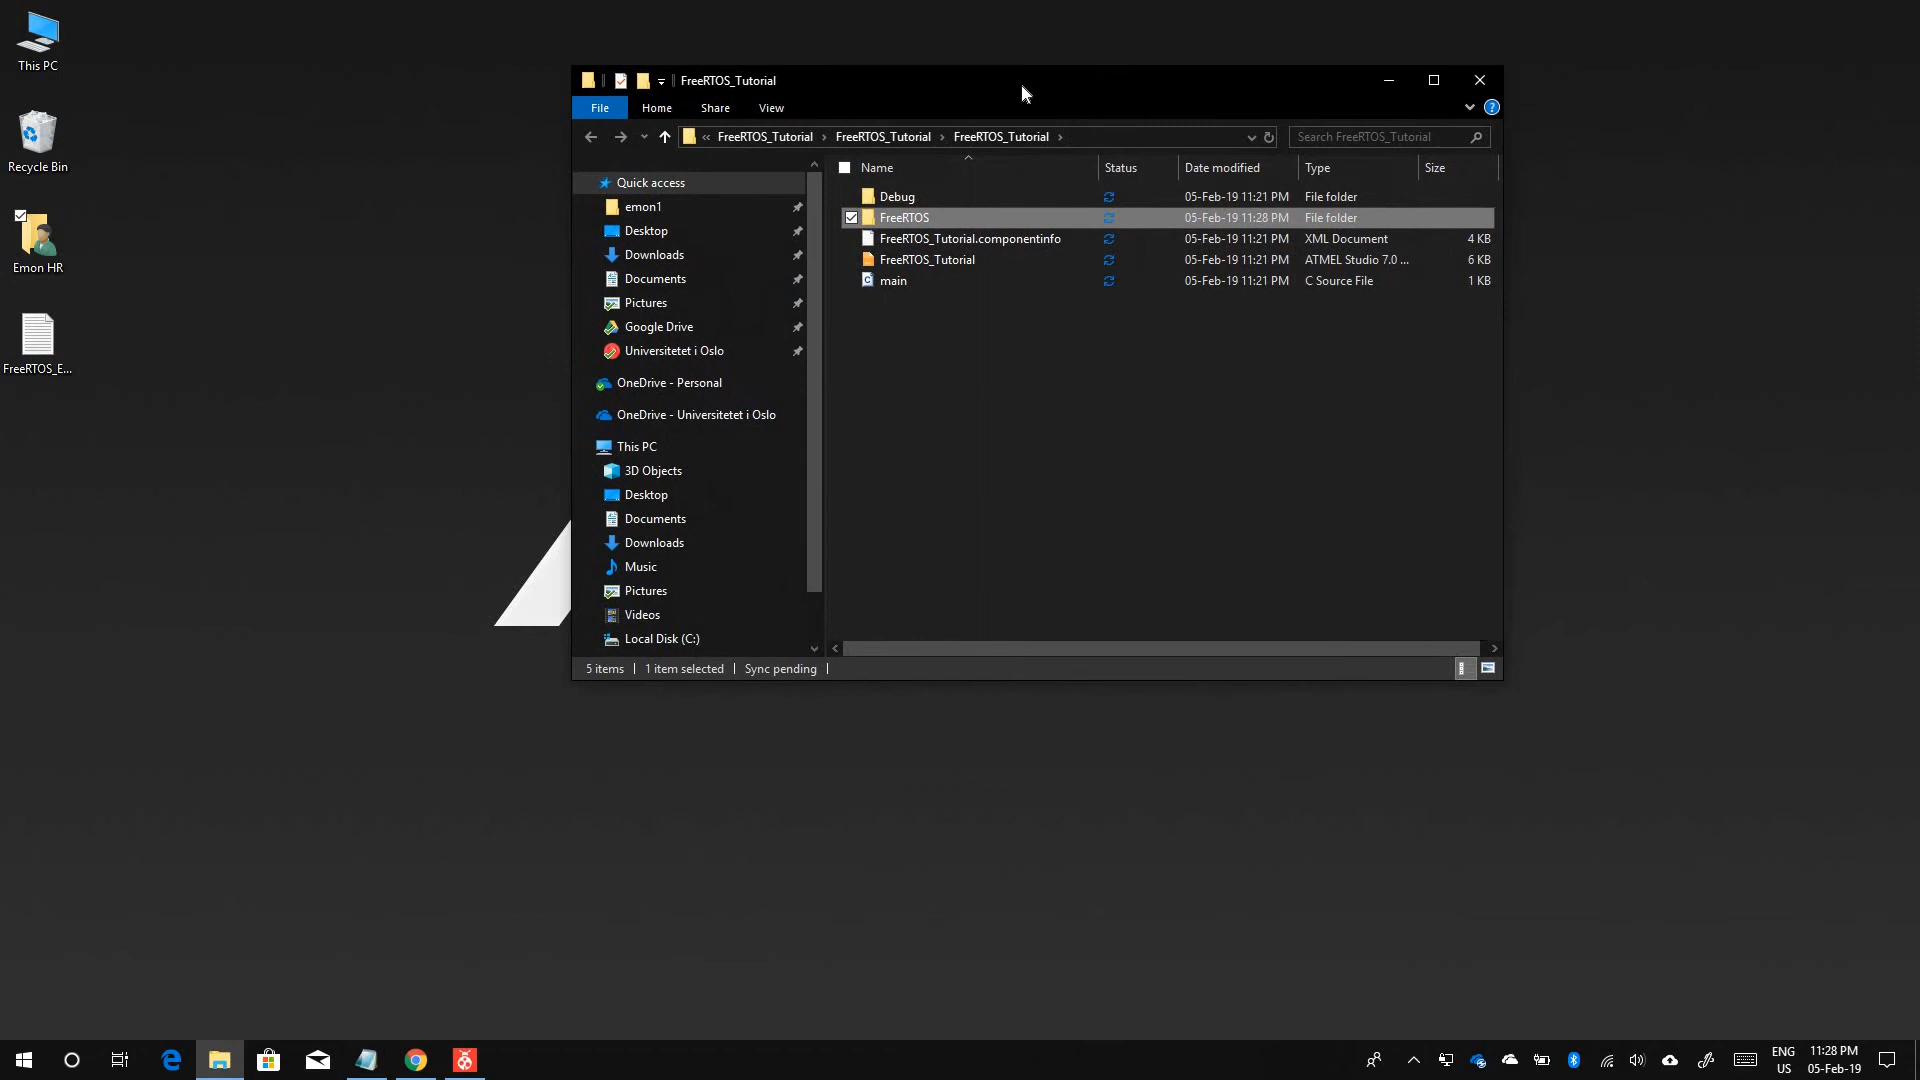 This PC
Recycle Bin
Emon HR
FreeRTOS_E...
FreeRTOS_Tutorial
File Home Share View
« FreeRTOS_Tutorial › FreeRTOS_Tutorial › FreeRTOS_Tutorial ›
Search FreeRTOS_Tutorial
Name Status Date modified Type Size
Debug 05-Feb-19 11:21 PM File folder
FreeRTOS 05-Feb-19 11:28 PM File folder
FreeRTOS_Tutorial.componentinfo 05-Feb-19 11:21 PM XML Document 4 KB
FreeRTOS_Tutorial 05-Feb-19 11:21 PM ATMEL Studio 7.0 ... 6 KB
main 05-Feb-19 11:21 PM C Source File 1 KB
Quick access
emon1
Desktop
Downloads
Documents
Pictures
Google Drive
Universitetet i Oslo
OneDrive - Personal
OneDrive - Universitetet i Oslo
This PC
3D Objects
Desktop
Documents
Downloads
Music
Pictures
Videos
Local Disk (C:)
5 items 1 item selected Sync pending
ENG
US
11:28 PM
05-Feb-19